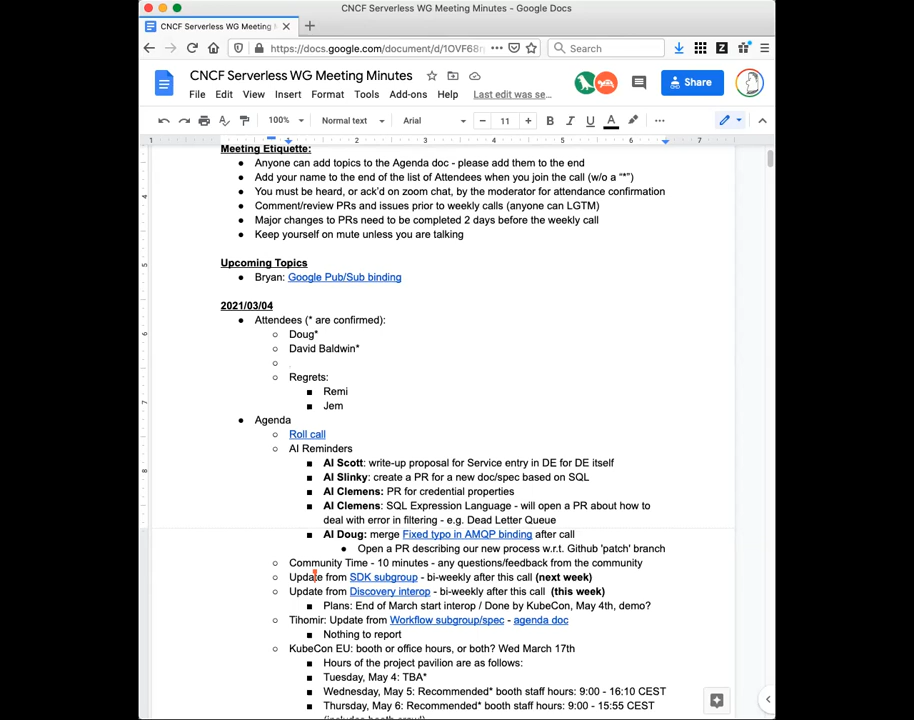 CNCF Serverless WG Meeting Minutes - Google Docs
CNCF Serverless WG Meeting M
https://docs.google.com/document/d/1OVF68r
Search
CNCF Serverless WG Meeting Minutes
File Edit View Insert Format Tools Add-ons Help Last edit was se...
Share
100% Normal text Arial 11
1 1 2 3 4 5 6 7
Meeting Etiquette:
Anyone can add topics to the Agenda doc - please add them to the end
Add your name to the end of the list of Attendees when you join the call (w/o a "*")
You must be heard, or ack'd on zoom chat, by the moderator for attendance confirmation
Comment/review PRs and issues prior to weekly calls (anyone can LGTM)
Major changes to PRs need to be completed 2 days before the weekly call
Keep yourself on mute unless you are talking
Upcoming Topics
Bryan: Google Pub/Sub binding
2021/03/04
Attendees (* are confirmed):
Doug*
David Baldwin*
Regrets:
Remi
Jem
Agenda
Roll call
AI Reminders
AI Scott: write-up proposal for Service entry in DE for DE itself
AI Slinky: create a PR for a new doc/spec based on SQL
AI Clemens: PR for credential properties
AI Clemens: SQL Expression Language - will open a PR about how to
deal with error in filtering - e.g. Dead Letter Queue
AI Doug: merge Fixed typo in AMQP binding after call
Open a PR describing our new process w.r.t. Github 'patch' branch
Community Time - 10 minutes - any questions/feedback from the community
Update from SDK subgroup - bi-weekly after this call (next week)
Update from Discovery interop - bi-weekly after this call (this week)
Plans: End of March start interop / Done by KubeCon, May 4th, demo?
Tihomir: Update from Workflow subgroup/spec - agenda doc
Nothing to report
KubeCon EU: booth or office hours, or both? Wed March 17th
Hours of the project pavilion are as follows:
Tuesday, May 4: TBA*
Wednesday, May 5: Recommended* booth staff hours: 9:00 - 16:10 CEST
Thursday, May 6: Recommended* booth staff hours: 9:00 - 15:55 CEST
(includes booth crawl)